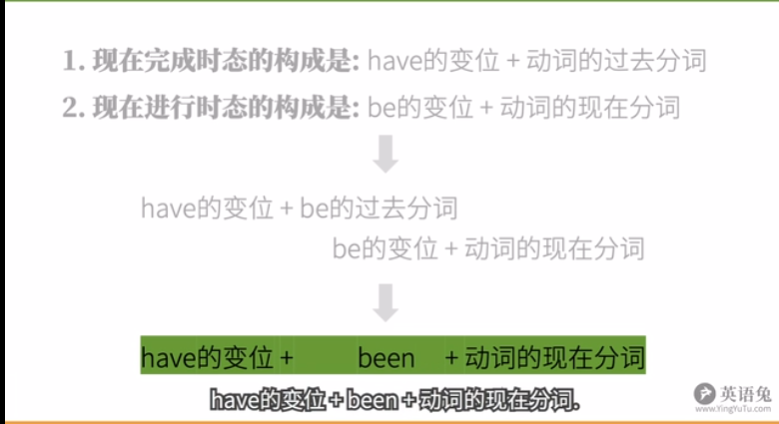 1. 现在完成时态的构成是: have的变位 + 动词的过去分词
2. 现在进行时态的构成是: be的变位 + 动词的现在分词
have的变位 + be的过去分词
be的变位 + 动词的现在分词
have的变位 + been + 动词的现在分词
have的变位 + been + 动词的现在分词.
英语兔
www.YingYuTu.com